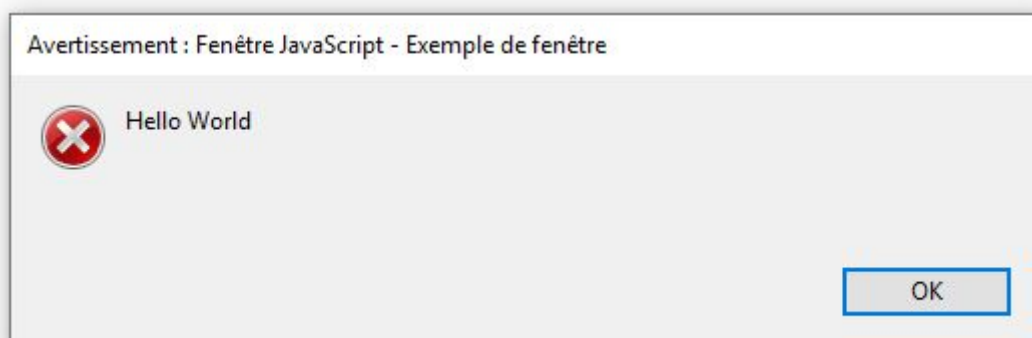 Avertissement : Fenêtre JavaScript - Exemple de fenêtre
Hello World
OK